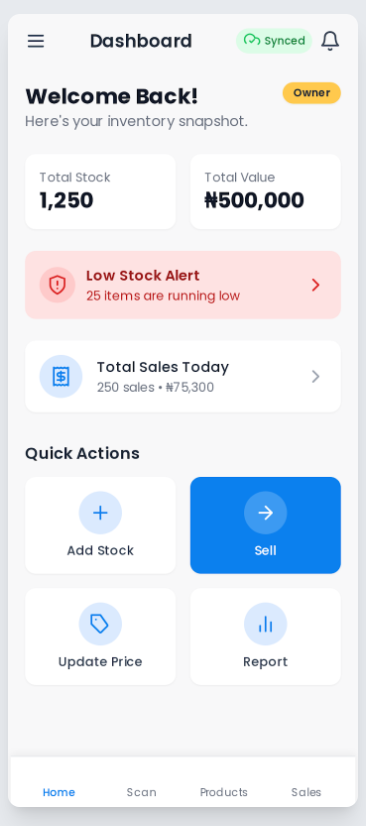 Dashboard
Synced
Welcome Back!
Owner
Here's your inventory snapshot.
Total Stock
1,250
Total Value
₦500,000
Low Stock Alert
25 items are running low
Total Sales Today
250 sales • ₦75,300
Quick Actions
Add Stock
Sell
Update Price
Report
Home
Scan
Products
Sales